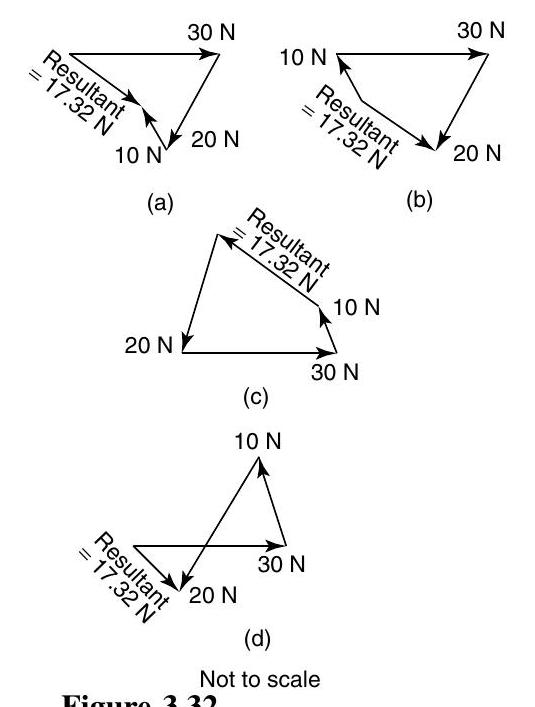 30 N
Resultant
= 17.32 N
20 N
10 N
(a)
30 N
10 N
Resultant
= 17.32 N
20 N
(b)
Resultant
= 17.32 N
10 N
20 N
30 N
(c)
10 N
30 N
Resultant
= 17.32 N
20 N
(d)
Not to scale
Figure 3.32